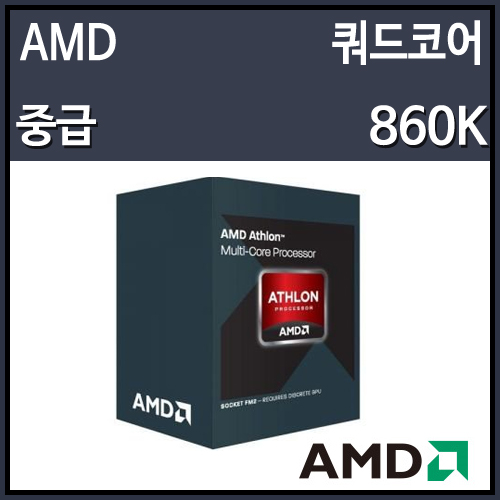 AMD 쿼드코어
중급 860K
AMD Athlon™
Multi-Core Processor
ATHLON
PROCESSOR
AMD
AMD
SOCKET FM2 – REQUIRES DISCRETE GPU
AMD